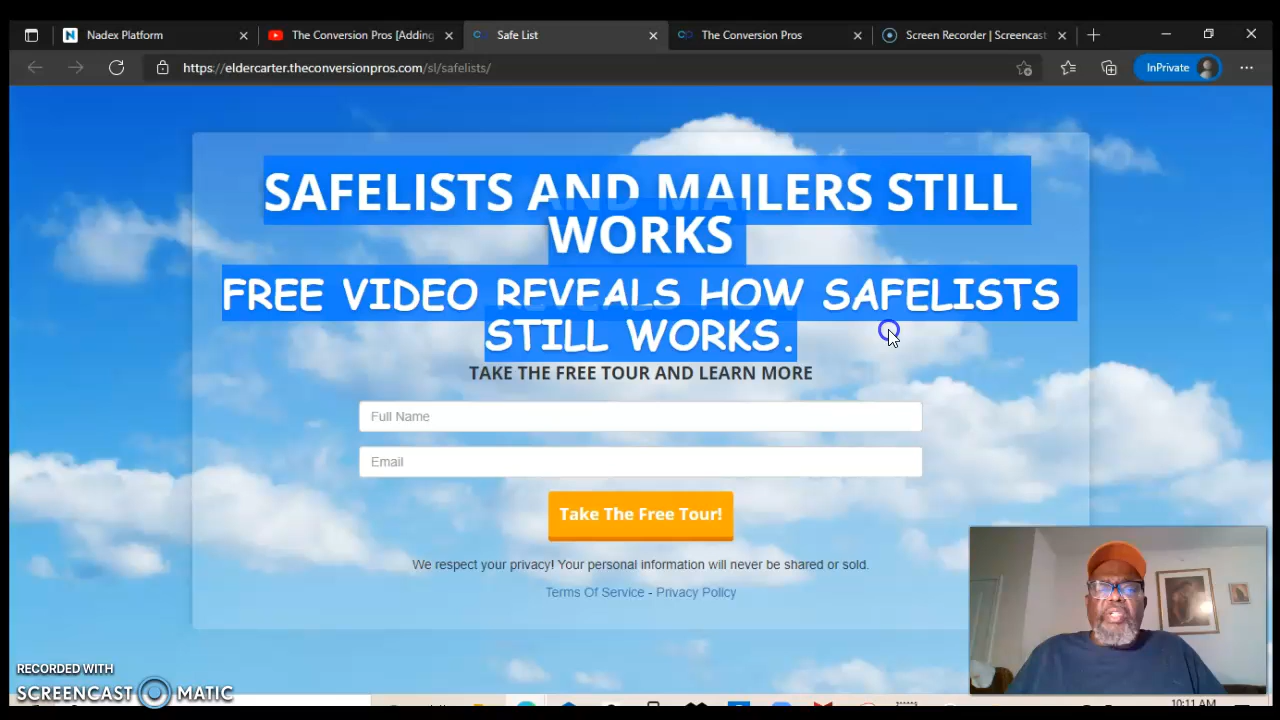 Nadex Platform
The Conversion Pros [Adding
Safe List
The Conversion Pros
Screen Recorder | Screencast
https://eldercarter.theconversionpros.com/sl/safelists/
InPrivate
SAFELISTS AND MAILERS STILL
WORKS
FREE VIDEO REVEALS HOW SAFELISTS
STILL WORKS.
TAKE THE FREE TOUR AND LEARN MORE
Full Name
Email
Take The Free Tour!
We respect your privacy! Your personal information will never be shared or sold.
Terms Of Service - Privacy Policy
RECORDED WITH
SCREENCAST MATIC
10:11 AM